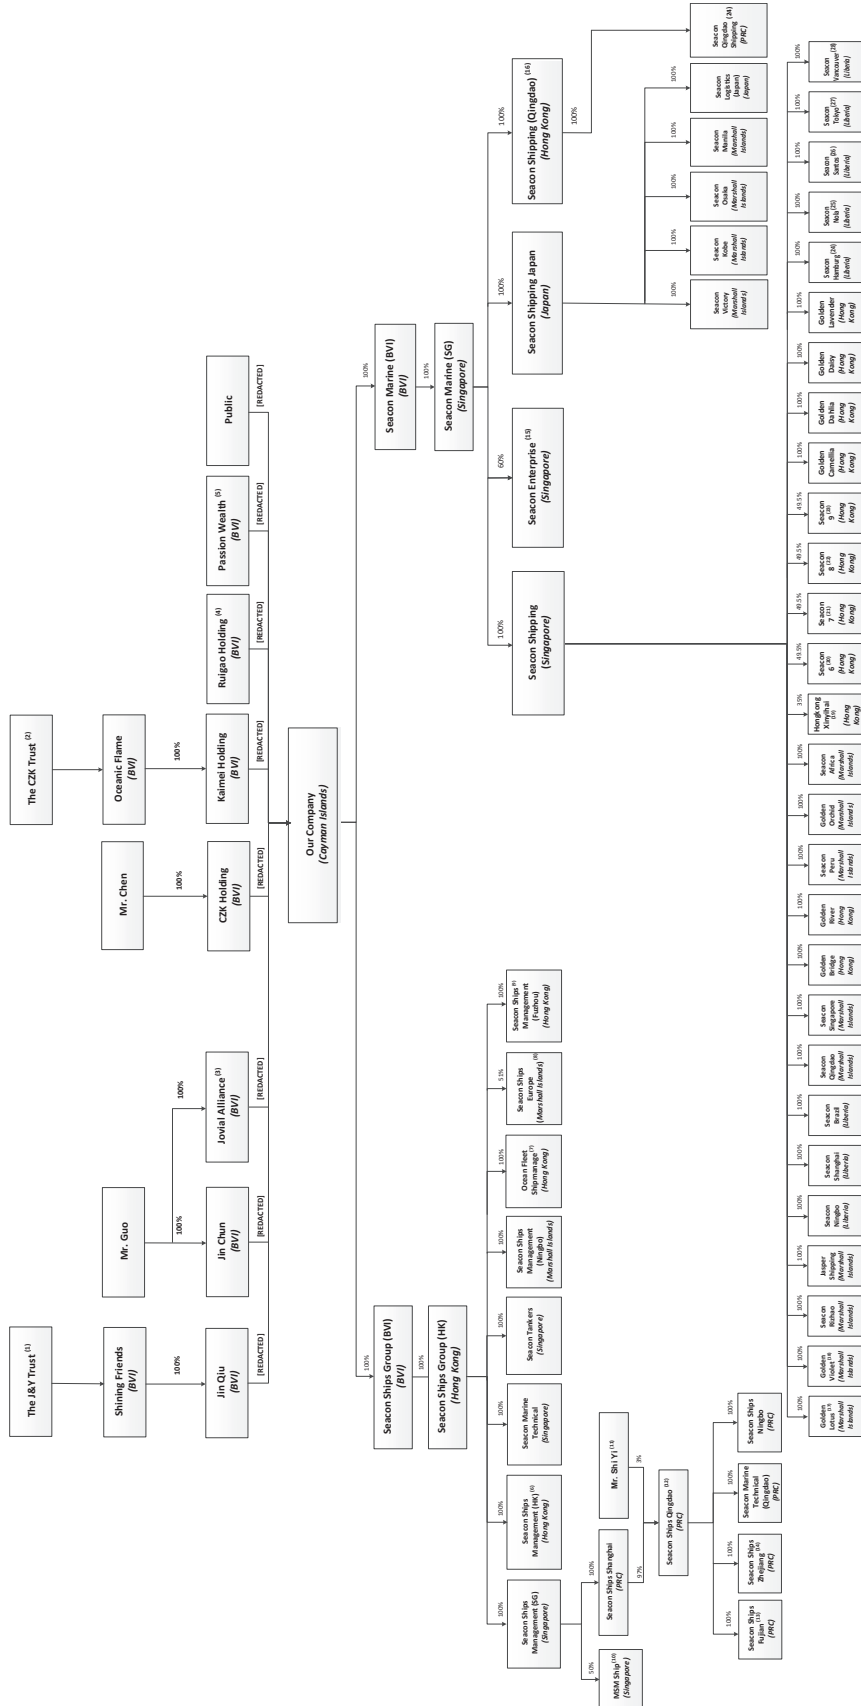 The J&Y Trust (1)
The CZK Trust (2)
Shining Friends
(BVI)
Mr. Guo
Mr. Chen
Oceanic Flame
(BVI)
100%
100%
100%
100%
100%
Jin Qiu
(BVI)
Jin Chun
(BVI)
Jovial Alliance (3)
(BVI)
CZK Holding
(BVI)
Kaimei Holding
(BVI)
Ruigao Holding (4)
(BVI)
Passion Wealth (5)
(BVI)
Public
[REDACTED]
[REDACTED]
[REDACTED]
[REDACTED]
[REDACTED]
[REDACTED]
[REDACTED]
[REDACTED]
Our Company
(Cayman Islands)
100%
100%
Seacon Ships Group (BVI)
(BVI)
Seacon Marine (BVI)
(BVI)
100%
100%
Seacon Ships Group (HK)
(Hong Kong)
Seacon Marine (SG)
(Singapore)
100%
100%
100%
100%
100%
100%
51%
100%
100%
60%
100%
100%
Seacon Ships
Management (SG)
(Singapore)
Seacon Ships
Management (HK) (6)
(Hong Kong)
Seacon Marine
Technical
(Singapore)
Seacon Tankers
(Singapore)
Seacon Ships
Management
(Ningbo)
(Marshall Islands)
Ocean Fleet
Shipmanage (7)
(Hong Kong)
Seacon Ships
Europe
(Marshall Islands) (8)
Seacon Ships
Management
(Fuzhou)
(Hong Kong)
Seacon Shipping
(Singapore)
Seacon Enterprise (15)
(Singapore)
Seacon Shipping Japan
(Japan)
Seacon Shipping (Qingdao) (16)
(Hong Kong)
50%
100%
100%
MSM Ship (10)
(Singapore)
Seacon Ships Shanghai
(PRC)
Mr. Shi Yi (11)
97%
3%
Seacon Ships Qingdao (12)
(PRC)
100%
100%
100%
100%
100%
100%
100%
100%
100%
Seacon Ships
Fujian (13)
(PRC)
Seacon Ships
Zhejiang (14)
(PRC)
Seacon Marine
Technical
(Qingdao)
(PRC)
Seacon Ships
Ningbo
(PRC)
Seacon
Victory
(Marshall
Islands)
Seacon
Kobe
(Marshall
Islands)
Seacon
Osaka
(Marshall
Islands)
Seacon
Manila
(Marshall
Islands)
Seacon
Logistics
(Japan)
(Japan)
Seacon
Qingdao (24)
Shipping
(PRC)
100%
100%
100%
100%
100%
100%
100%
100%
100%
100%
100%
100%
100%
100%
35%
49.5%
49.5%
49.5%
49.5%
100%
100%
100%
100%
100%
100%
100%
100%
100%
Golden
Lotus (17)
(Marshall
Islands)
Golden
Violet (18)
(Marshall
Islands)
Seacon
Rizhao
(Marshall
Islands)
Jasper
Shipping
(Marshall
Islands)
Seacon
Ningbo
(Liberia)
Seacon
Shanghai
(Liberia)
Seacon
Brazil
(Liberia)
Seacon
Qingdao
(Marshall
Islands)
Seacon
Singapore
(Marshall
Islands)
Golden
Bridge
(Hong
Kong)
Golden
River
(Hong
Kong)
Seacon
Peru
(Marshall
Islands)
Golden
Orchid
(Marshall
Islands)
Seacon
Africa
(Marshall
Islands)
Hongkong
Xinyihai
(19)
(Hong
Kong)
Seacon
6 (20)
(Hong
Kong)
Seacon
7 (21)
(Hong
Kong)
Seacon
8 (22)
(Hong
Kong)
Seacon
9
(Hong
Kong)
Golden
Camellia
(Hong
Kong)
Golden
Dahlia
(Hong
Kong)
Golden
Daisy
(Hong
Kong)
Golden
Lavender
(Hong
Kong)
Seacon
Hamburg (24)
(Liberia)
Seacon
Nola (25)
(Liberia)
Seacon
Santos (26)
(Liberia)
Seacon
Tokyo (27)
(Liberia)
Seacon
Vancouver (28)
(Liberia)